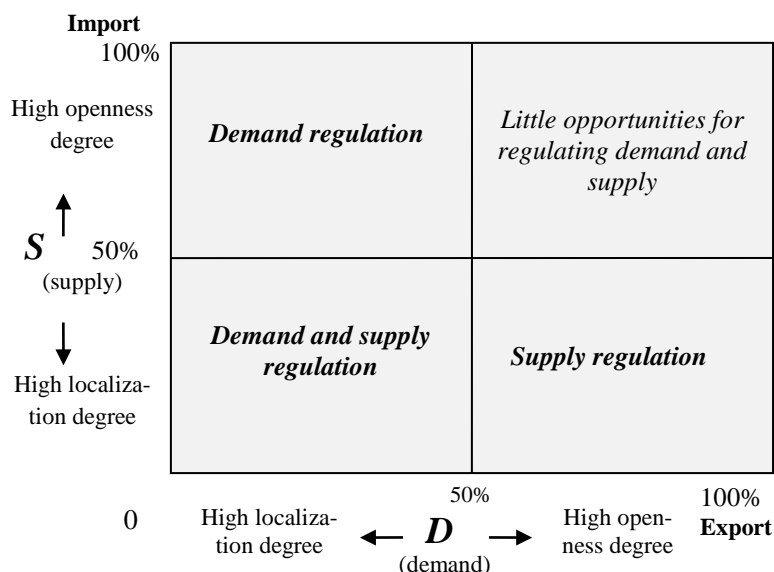 Import
100%
High openness
degree
Demand regulation
Little opportunities for
regulating demand and
supply
S
50%
(supply)
Demand and supply
regulation
Supply regulation
High localiza-
tion degree
50%
100%
0
High localiza-
tion degree
D
(demand)
High open-
ness degree
Export